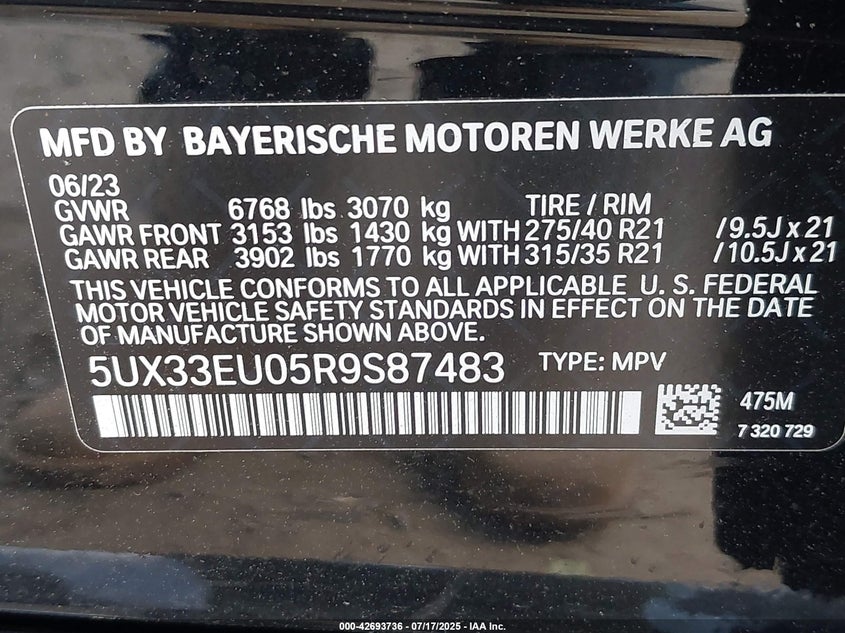 MFD BY BAYERISCHE MOTOREN WERKE AG
06/23
GVWR 6768 lbs 3070 kg TIRE / RIM
GAWR FRONT 3153 lbs 1430 kg WITH 275/40 R21 /9.5J x 21
GAWR REAR 3902 lbs 1770 kg WITH 315/35 R21 /10.5J x 21
THIS VEHICLE CONFORMS TO ALL APPLICABLE U. S. FEDERAL
MOTOR VEHICLE SAFETY STANDARDS IN EFFECT ON THE DATE
OF MANUFACTURE SHOWN ABOVE.
5UX33EU05R9S87483 TYPE: MPV
475M
7 320 729
000-42693736 - 07/17/2025 - IAA Inc.